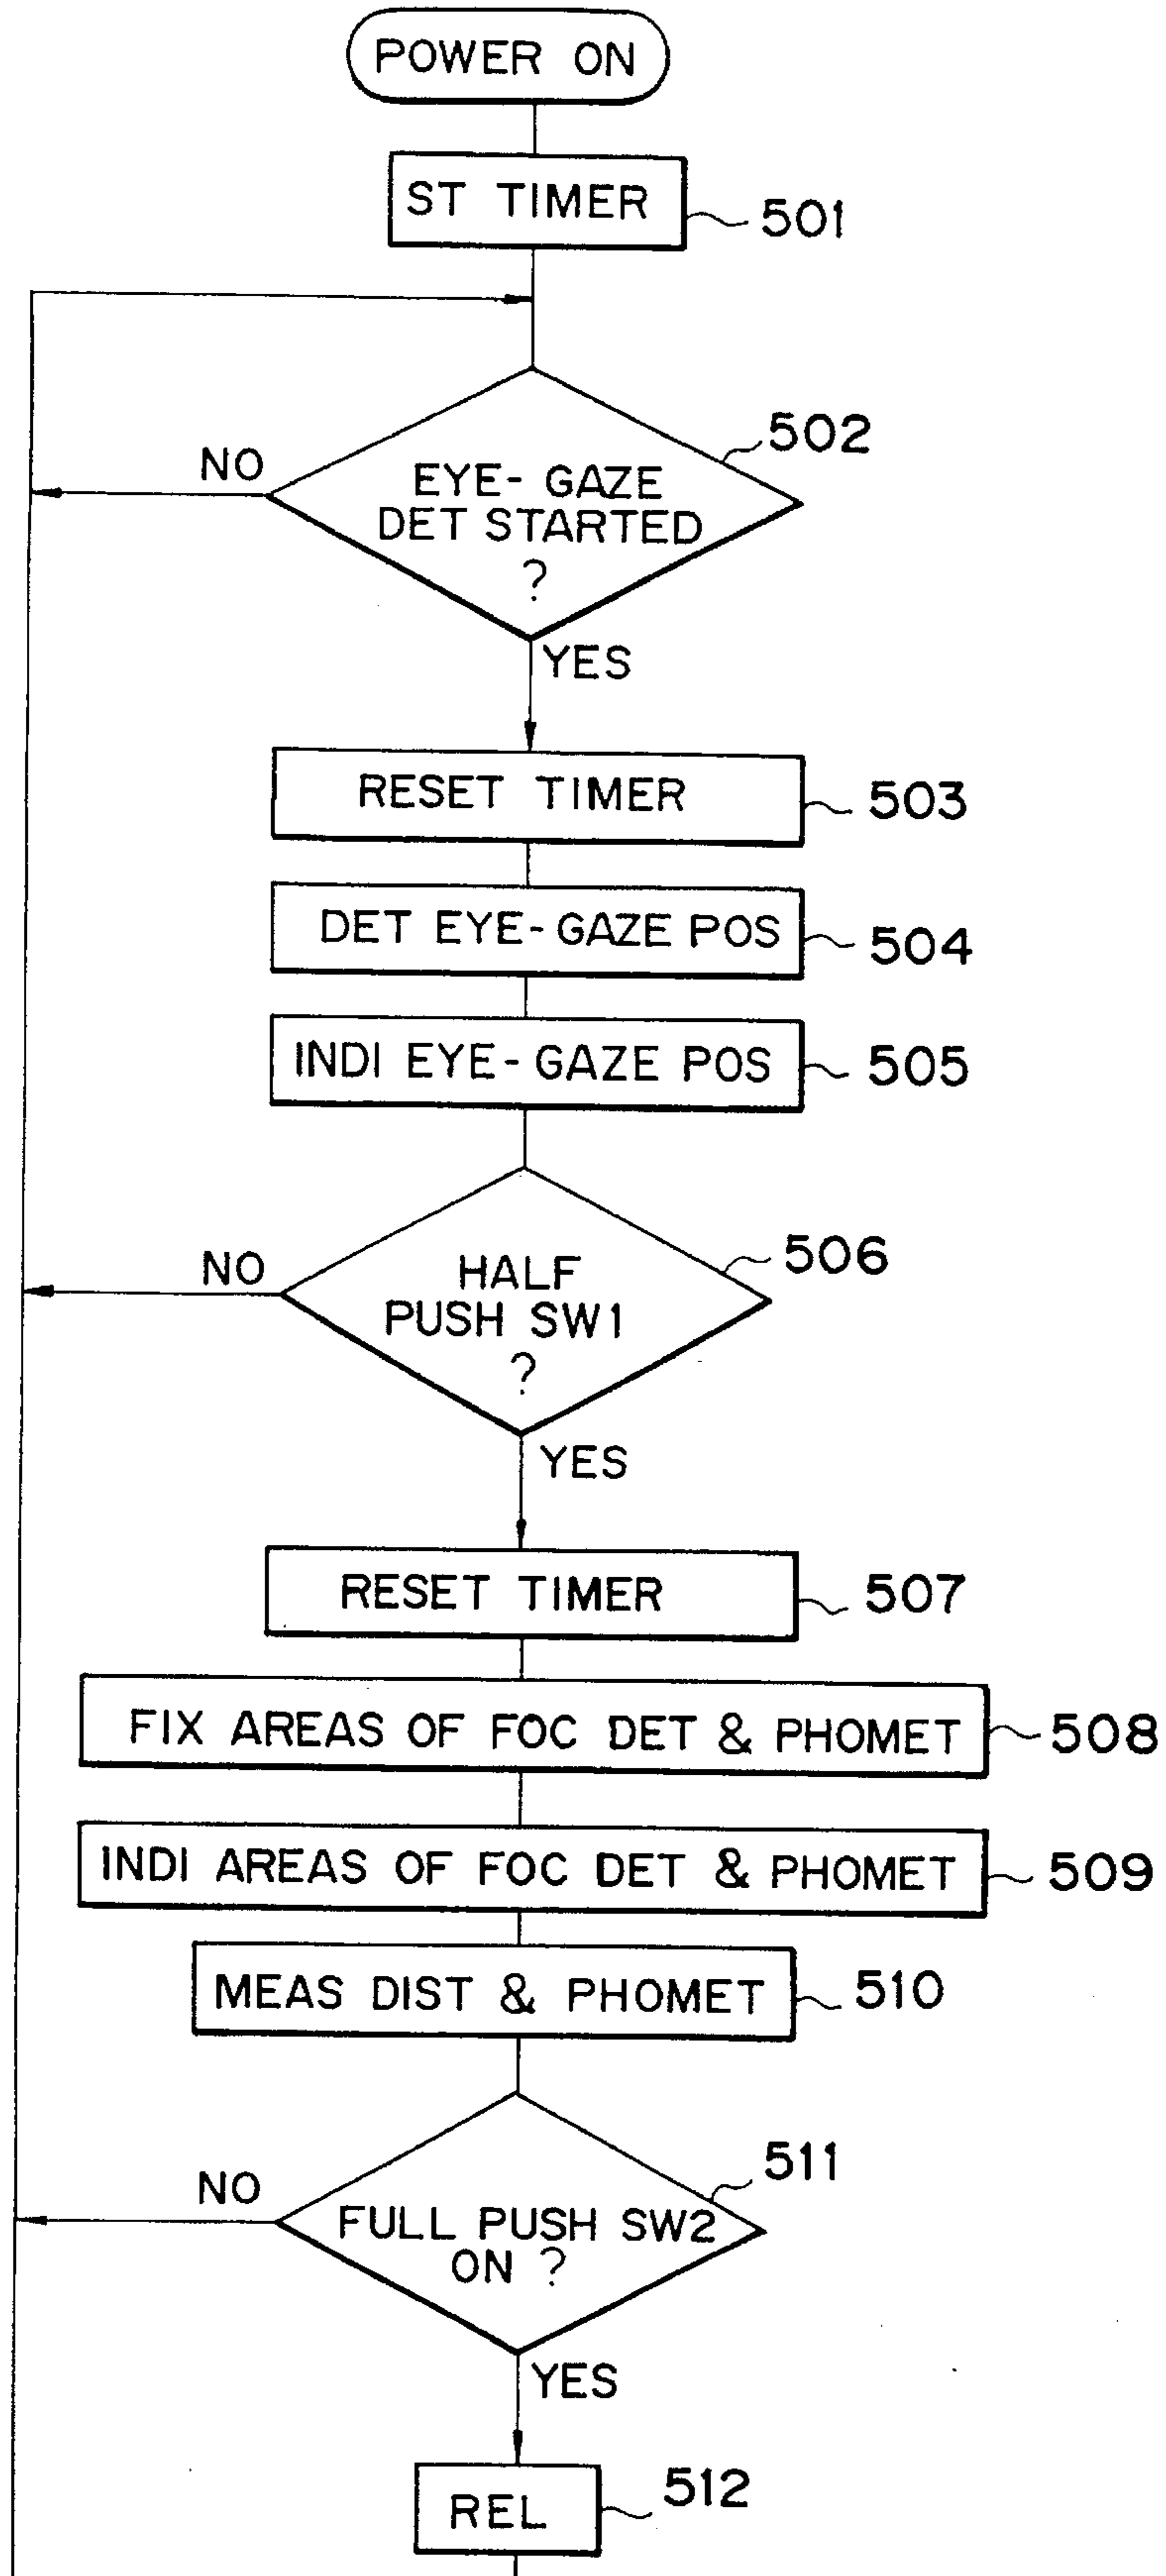 POWER ON
ST TIMER
501
502
NO
EYE- GAZE
DET STARTED
?
YES
RESET TIMER
503
DET EYE-GAZE POS
504
INDI EYE-GAZE POS
505
506
NO
HALF
PUSH SW1
?
YES
RESET TIMER
507
FIX AREAS OF FOC DET & PHOMET
508
INDI AREAS OF FOC DET & PHOMET
509
MEAS DIST & PHOMET
510
511
NO
FULL PUSH SW2
ON ?
YES
REL
512